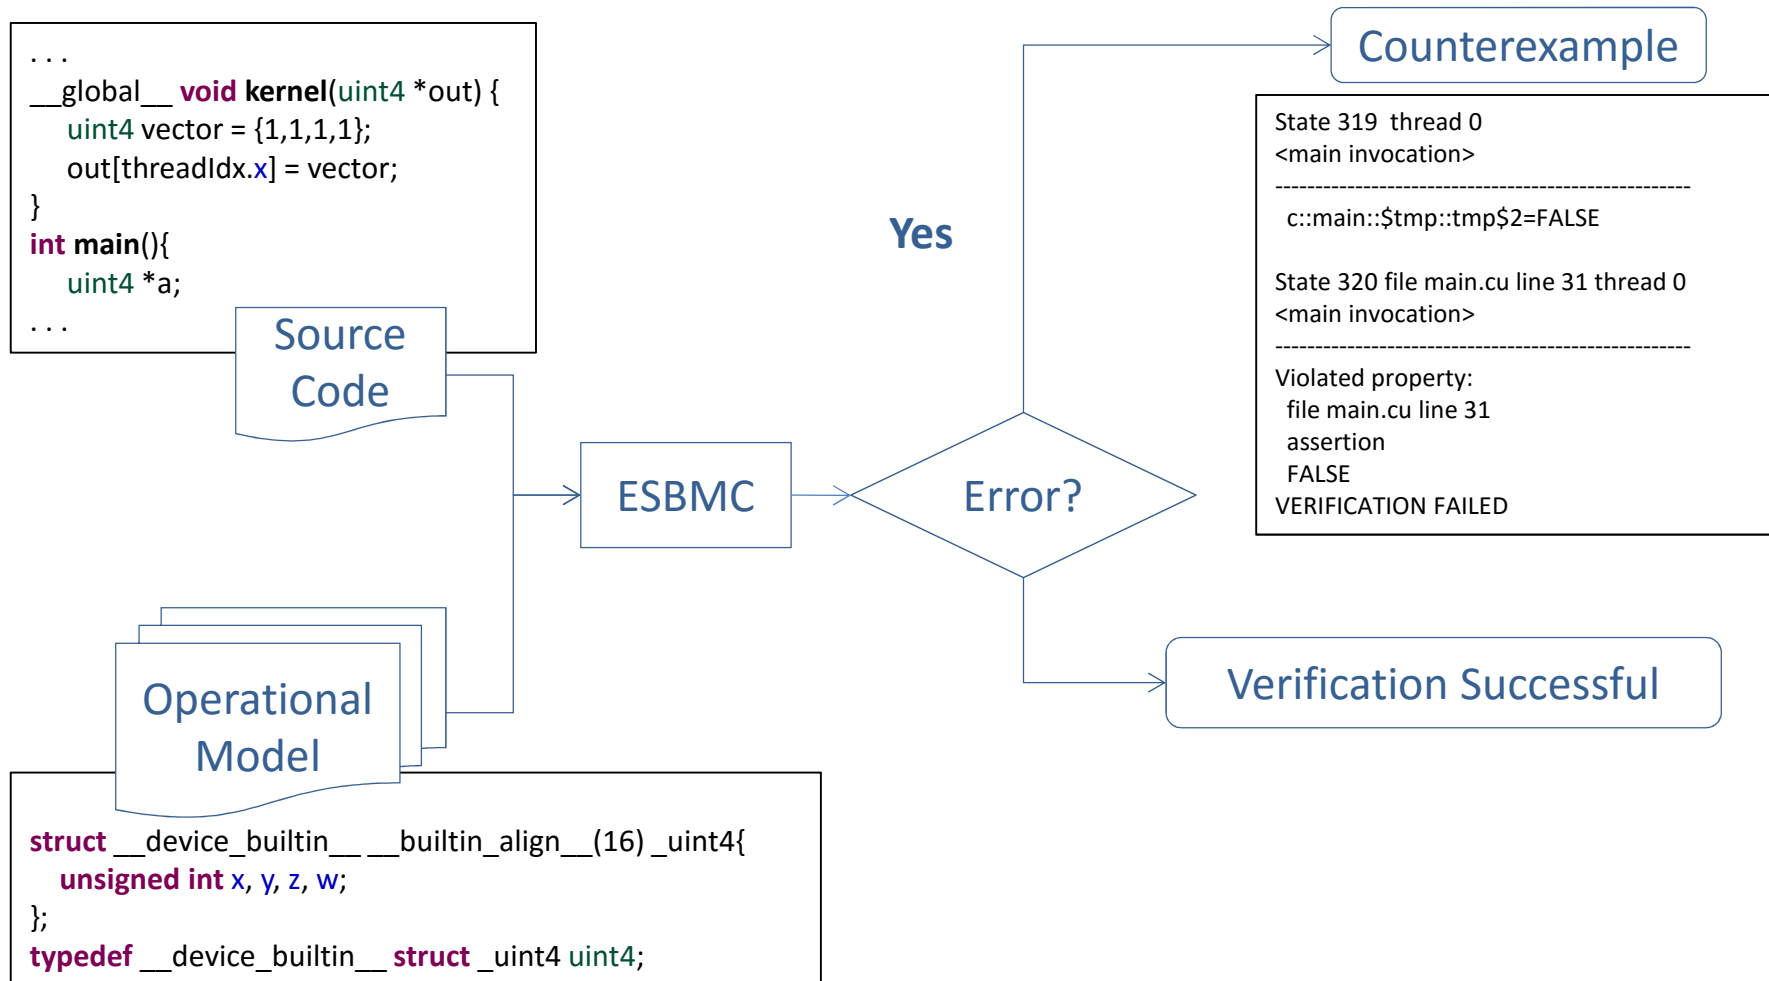 . . .
__global__ void kernel(uint4 *out) {
uint4 vector = {1,1,1,1};
out[threadIdx.x] = vector;
}
int main(){
uint4 *a;
. . .
Source
Code
Operational
Model
struct __device_builtin__ __builtin_align__(16) _uint4{
unsigned int x, y, z, w;
};
typedef __device_builtin__ struct _uint4 uint4;
ESBMC
Error?
Yes
Counterexample
State 319  thread 0
<main invocation>
----------------------------------------------------
c::main::$tmp::tmp$2=FALSE
State 320 file main.cu line 31 thread 0
<main invocation>
----------------------------------------------------
Violated property:
file main.cu line 31
assertion
FALSE
VERIFICATION FAILED
Verification Successful